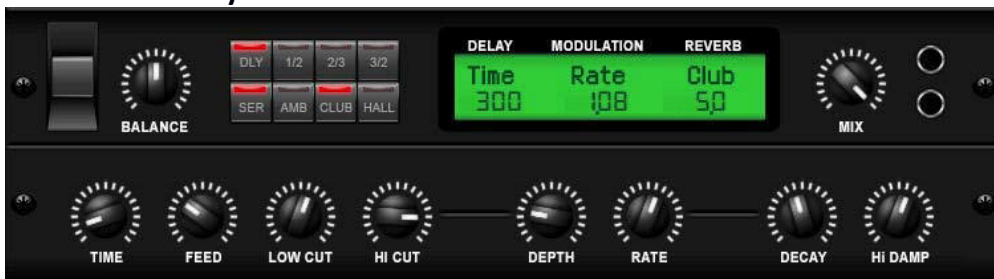 DELAY MODULATION REVERB
Time Rate Club
300 1,08 5,0
BALANCE
DLY 1/2 2/3 3/2
SER AMB CLUB HALL
MIX
TIME FEED LOW CUT HI CUT DEPTH RATE DECAY Hi DAMP